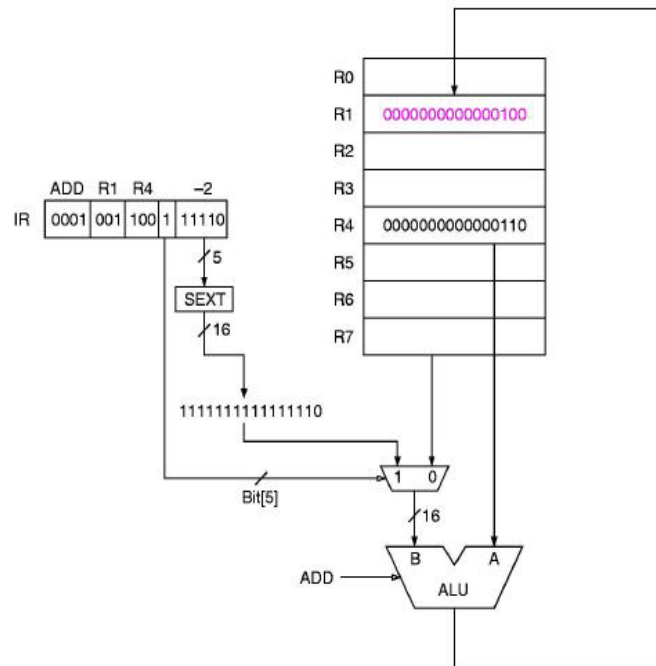 R0
R1 0000000000000100
R2
R3
ADD R1 R4 −2
IR 0001 001 100 1 11110
R4 0000000000000110
5
R5
SEXT
R6
16
R7
1111111111111110
1 0
Bit[5]
16
B A
ADD
ALU